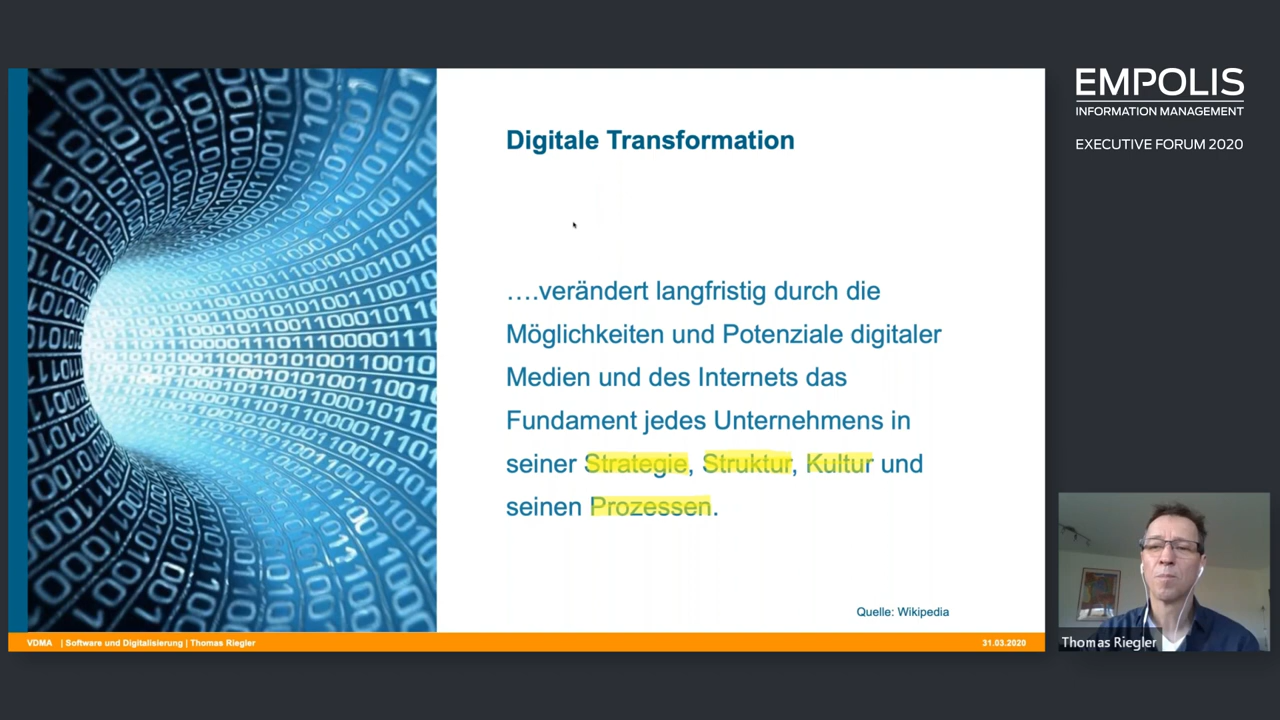 EMPOLIS
INFORMATION MANAGEMENT
EXECUTIVE FORUM 2020
Digitale Transformation
….verändert langfristig durch die
Möglichkeiten und Potenziale digitaler
Medien und des Internets das
Fundament jedes Unternehmens in
seiner Strategie, Struktur, Kultur und
seinen Prozessen.
Quelle: Wikipedia
VDMA | Software und Digitalisierung | Thomas Riegler
31.03.2020
Thomas Riegler